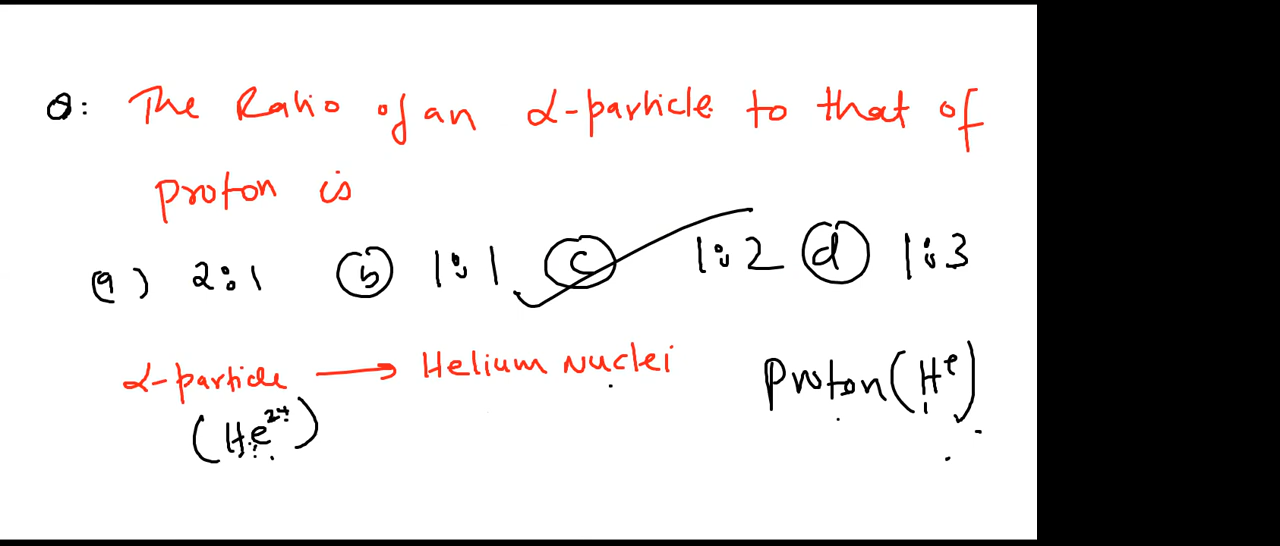 Q: The Ratio of an α-particle to that of
proton is
(a) 2:1 (b) 1:1 (c) 1:2 (d) 1:3
α-particle → Helium Nuclei Proton(H⁺)
(He²⁺)